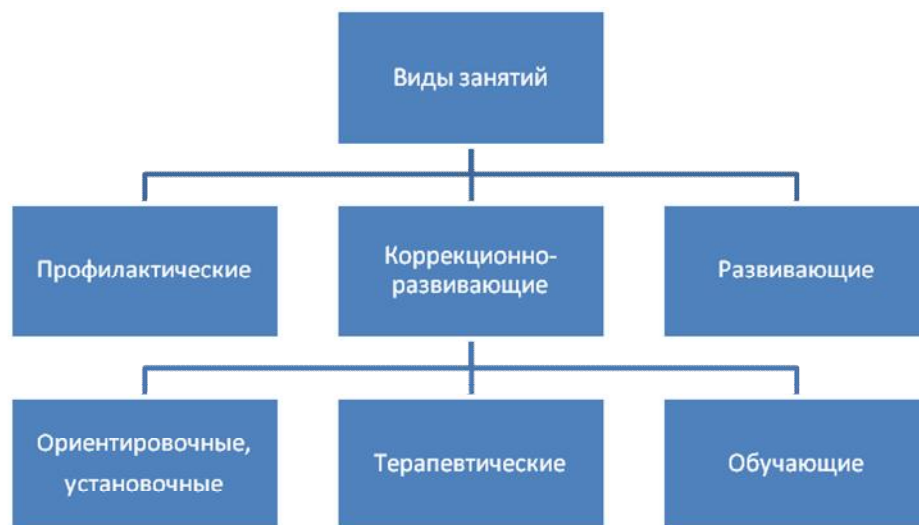 Виды занятий
Профилактические
Коррекционно-
развивающие
Развивающие
Ориентировочные,
установочные
Терапевтические
Обучающие